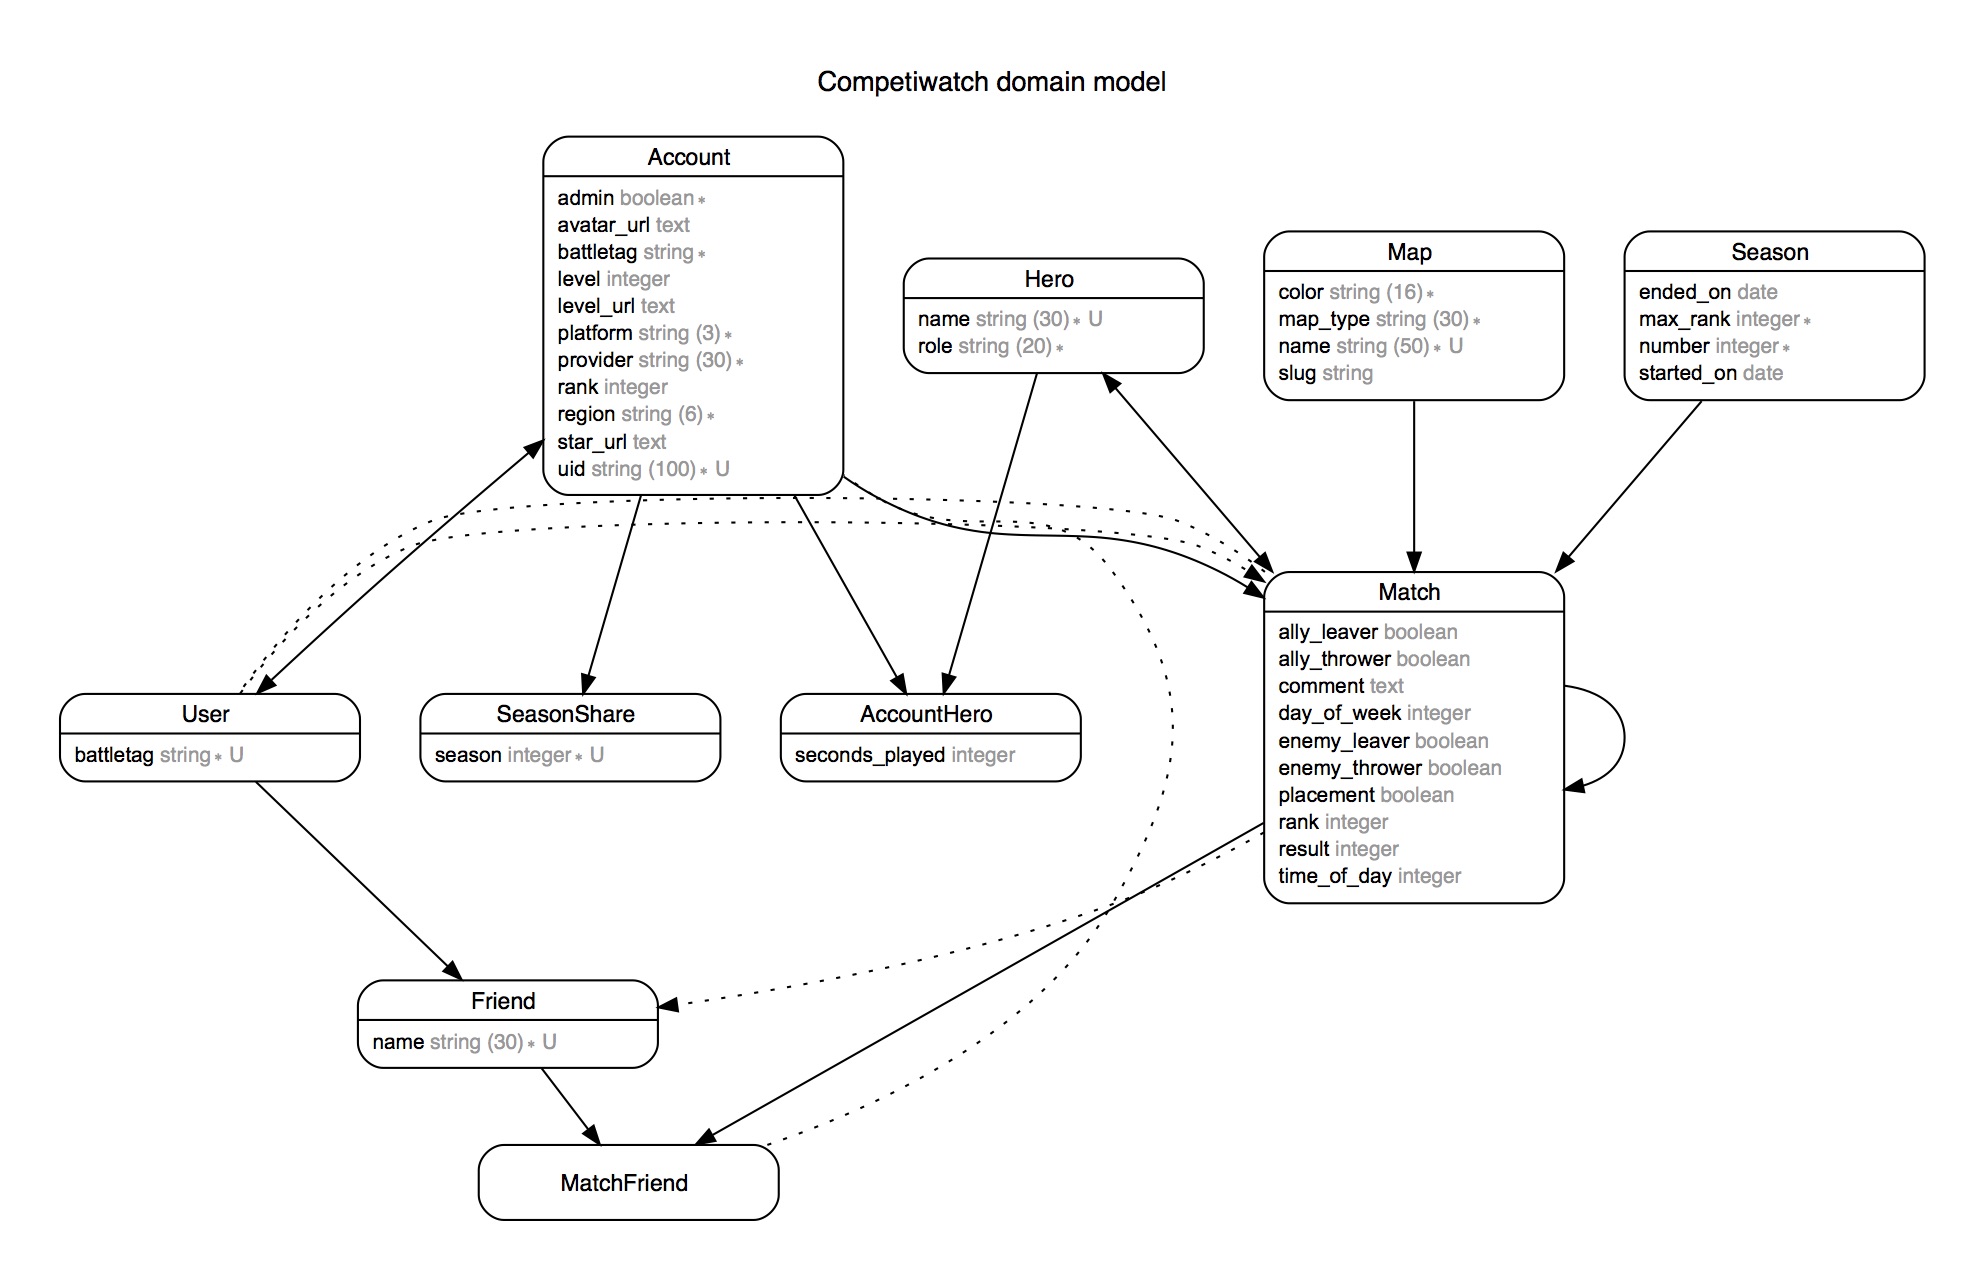 Competiwatch domain model
Account
admin boolean *
avatar_url text
battletag string *
level integer
level_url text
platform string (3) *
provider string (30) *
rank integer
region string (6) *
star_url text
uid string (100) * U
Hero
name string (30) * U
role string (20) *
Map
color string (16) *
map_type string (30) *
name string (50) * U
slug string
Season
ended_on date
max_rank integer *
number integer *
started_on date
Match
ally_leaver boolean
ally_thrower boolean
comment text
day_of_week integer
enemy_leaver boolean
enemy_thrower boolean
placement boolean
rank integer
result integer
time_of_day integer
User
battletag string * U
SeasonShare
season integer * U
AccountHero
seconds_played integer
Friend
name string (30) * U
MatchFriend